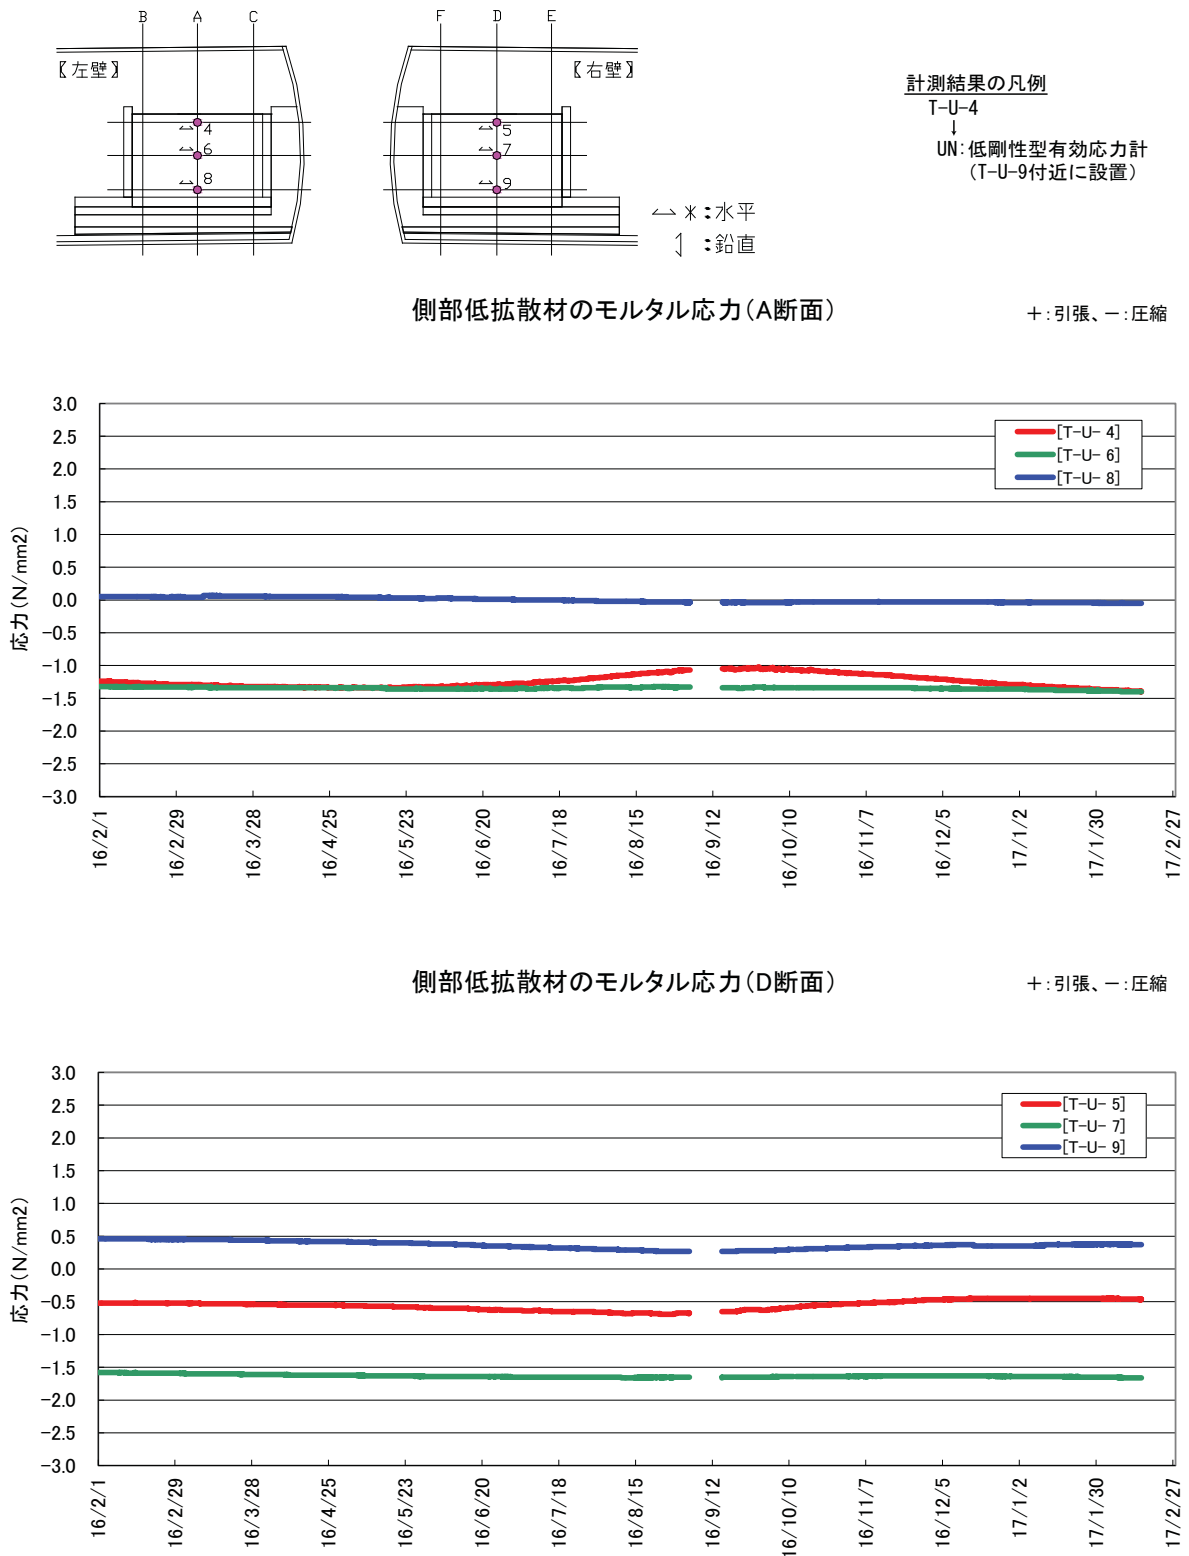 B A C
F D E
【左壁】
【右壁】
4
6
8
5
7
9
計測結果の凡例
T-U-4
↓
UN:低剛性型有効応力計
(T-U-9付近に設置)
↔ ※:水平
↕ :鉛直
側部低拡散材のモルタル応力(A断面)
+:引張、-:圧縮
応力(N/mm2)
3.0
2.5
2.0
1.5
1.0
0.5
0.0
-0.5
-1.0
-1.5
-2.0
-2.5
-3.0
[T-U- 4]
[T-U- 6]
[T-U- 8]
16/2/1
16/2/29
16/3/28
16/4/25
16/5/23
16/6/20
16/7/18
16/8/15
16/9/12
16/10/10
16/11/7
16/12/5
17/1/2
17/1/30
17/2/27
側部低拡散材のモルタル応力(D断面)
+:引張、-:圧縮
応力(N/mm2)
3.0
2.5
2.0
1.5
1.0
0.5
0.0
-0.5
-1.0
-1.5
-2.0
-2.5
-3.0
[T-U- 5]
[T-U- 7]
[T-U- 9]
16/2/1
16/2/29
16/3/28
16/4/25
16/5/23
16/6/20
16/7/18
16/8/15
16/9/12
16/10/10
16/11/7
16/12/5
17/1/2
17/1/30
17/2/27